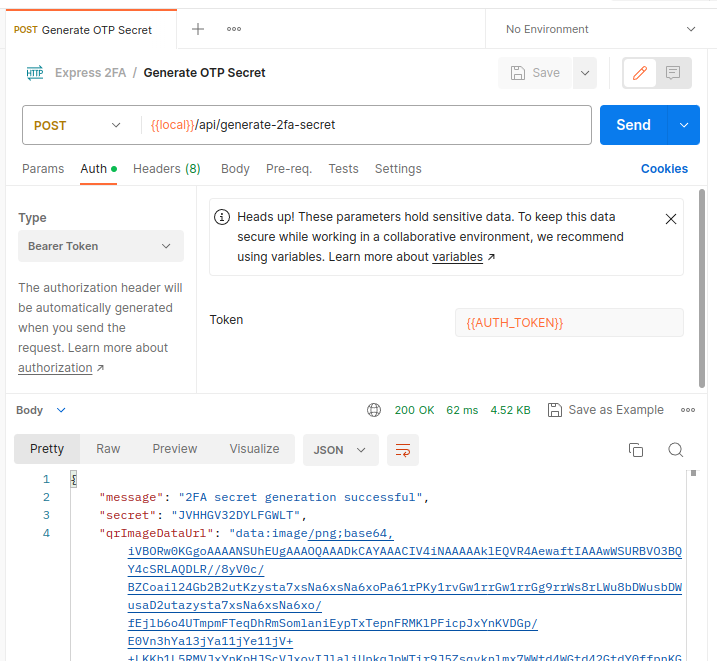 POST Generate OTP Secret
No Environment
HTTP Express 2FA / Generate OTP Secret
Save
POST {{local}}/api/generate-2fa-secret
Send
Params Auth Headers (8) Body Pre-req. Tests Settings
Cookies
Type
Bearer Token
The authorization header will
be automatically generated
when you send the
request. Learn more about
authorization ↗
Heads up! These parameters hold sensitive data. To keep this data
secure while working in a collaborative environment, we recommend
using variables. Learn more about variables ↗
Token
{{AUTH_TOKEN}}
Body
200 OK 62 ms 4.52 KB Save as Example
Pretty Raw Preview Visualize JSON
1 {
2 "message": "2FA secret generation successful",
3 "secret": "JVHHGV32DYLFGWLT",
4 "qrImageDataUrl": "data:image/png;base64,
iVBORw0KGgoAAAANSUhEUgAAAOQAAADkCAYAAACIV4iNAAAAAklEQVR4AewaftIAAAwWSURBVO3BQ
Y4cSRLAQDLR//8yV0c/
BZCoail24Gb2B2utKzysta7xsNa6xsNa6xoPa61rPKy1rvGw1rrGw1rrGg9rrWs8rLWu8bDWusbDW
usaD2utazysta7xsNa6xsNa6xo/
fEjlb6o4UTmpmFTeqDhRmSomlaniEypTxTepnFRMKlPFicpJxYnKVDGp/
E0Vn3hYa13jYa11jYe11jV+